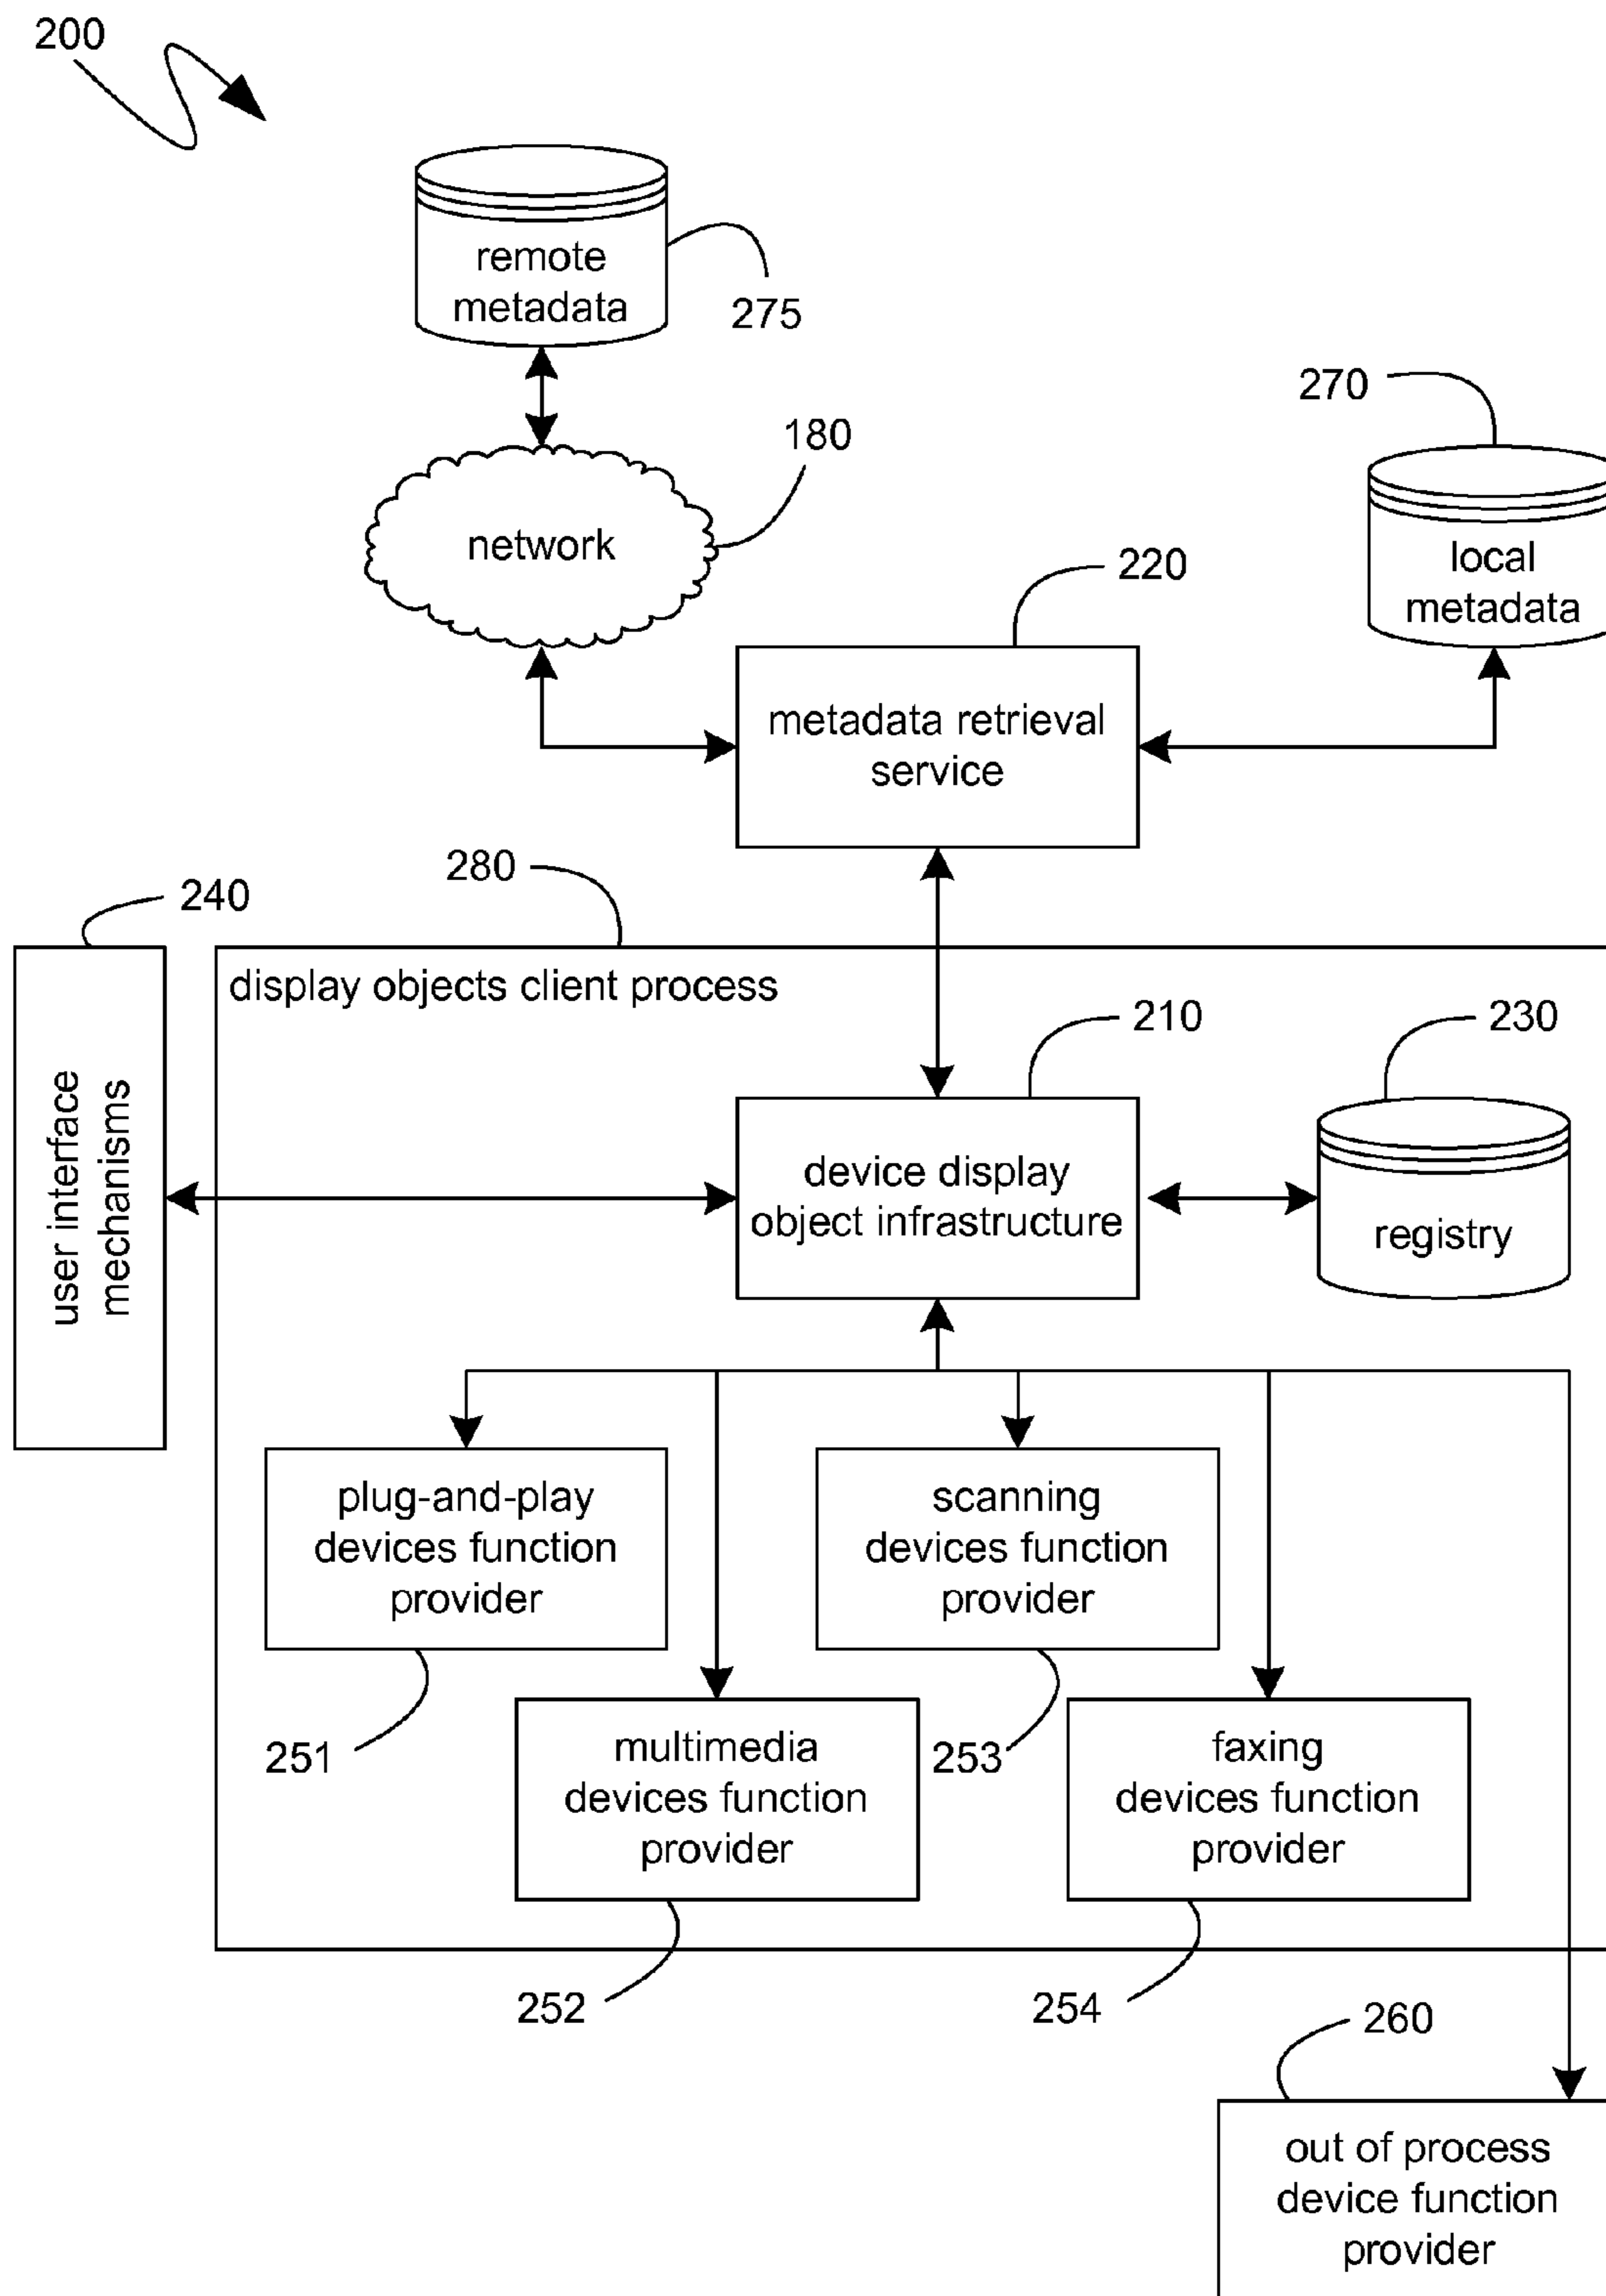 200
remote
metadata
275
270
180
network
220
local
metadata
metadata retrieval
service
280
240
display objects client process
210
230
user interface
mechanisms
device display
object infrastructure
registry
plug-and-play
devices function
provider
scanning
devices function
provider
251
multimedia
devices function
provider
253
faxing
devices function
provider
252
254
260
out of process
device function
provider